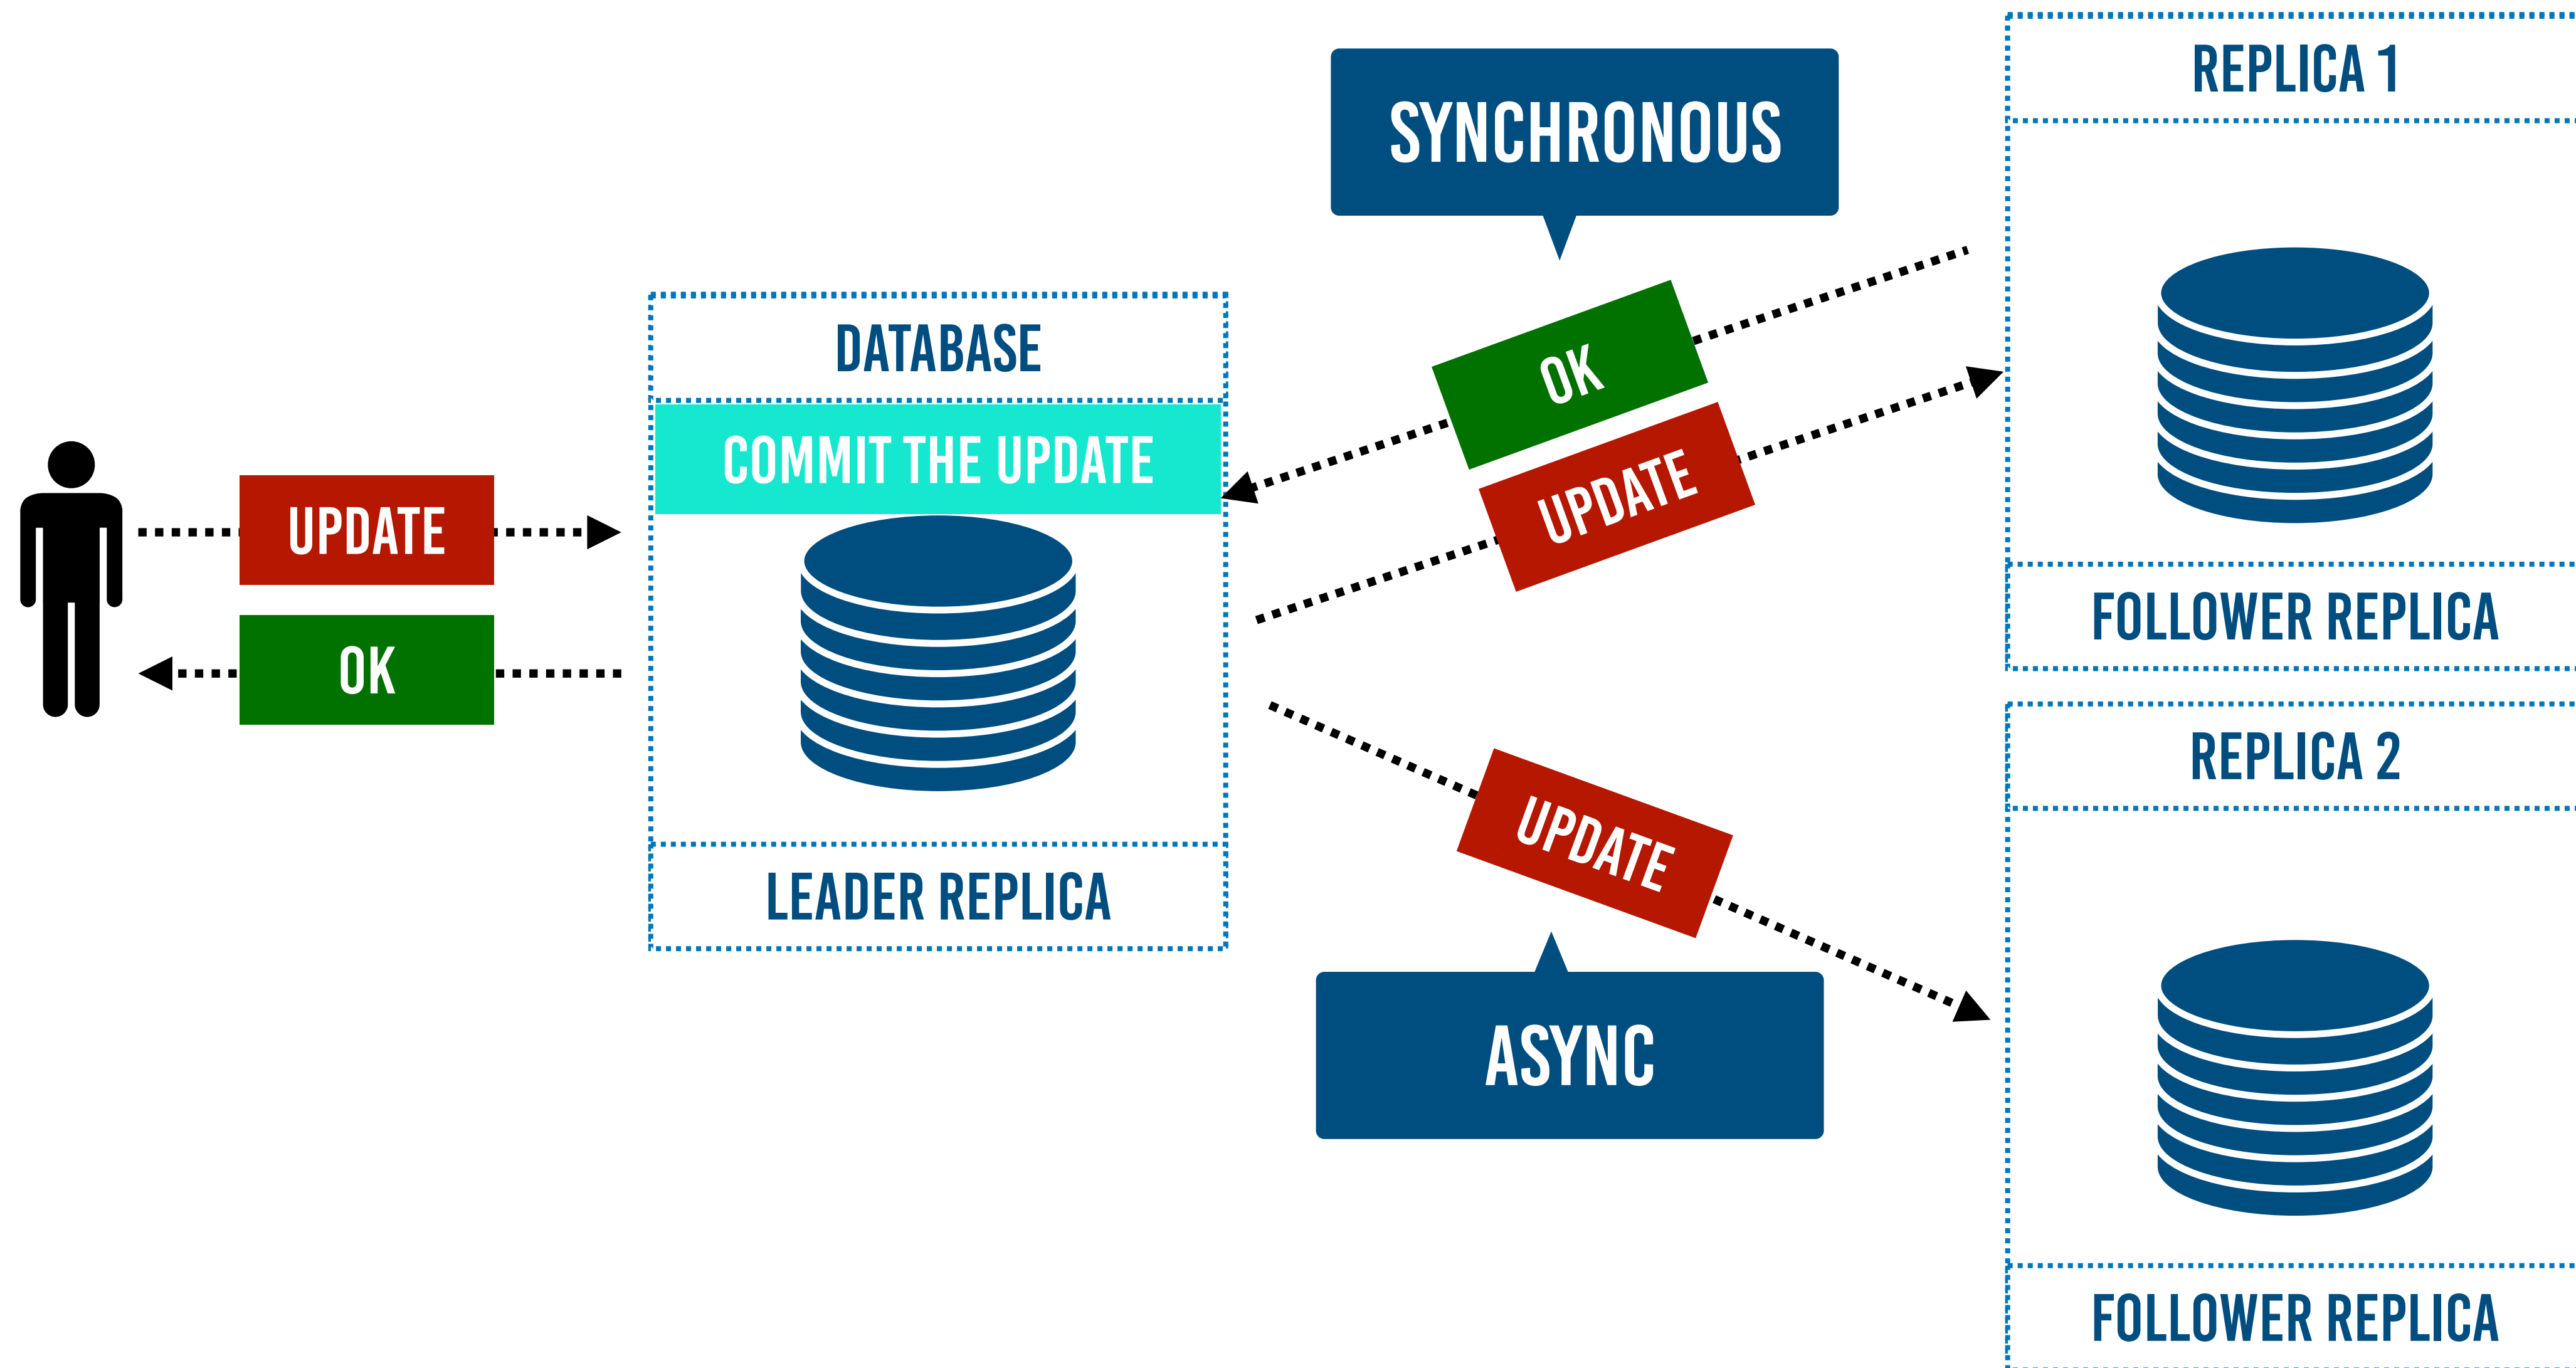 UPDATE
OK
DATABASE
COMMIT THE UPDATE
LEADER REPLICA
SYNCHRONOUS
OK
UPDATE
UPDATE
ASYNC
REPLICA 1
FOLLOWER REPLICA
REPLICA 2
FOLLOWER REPLICA